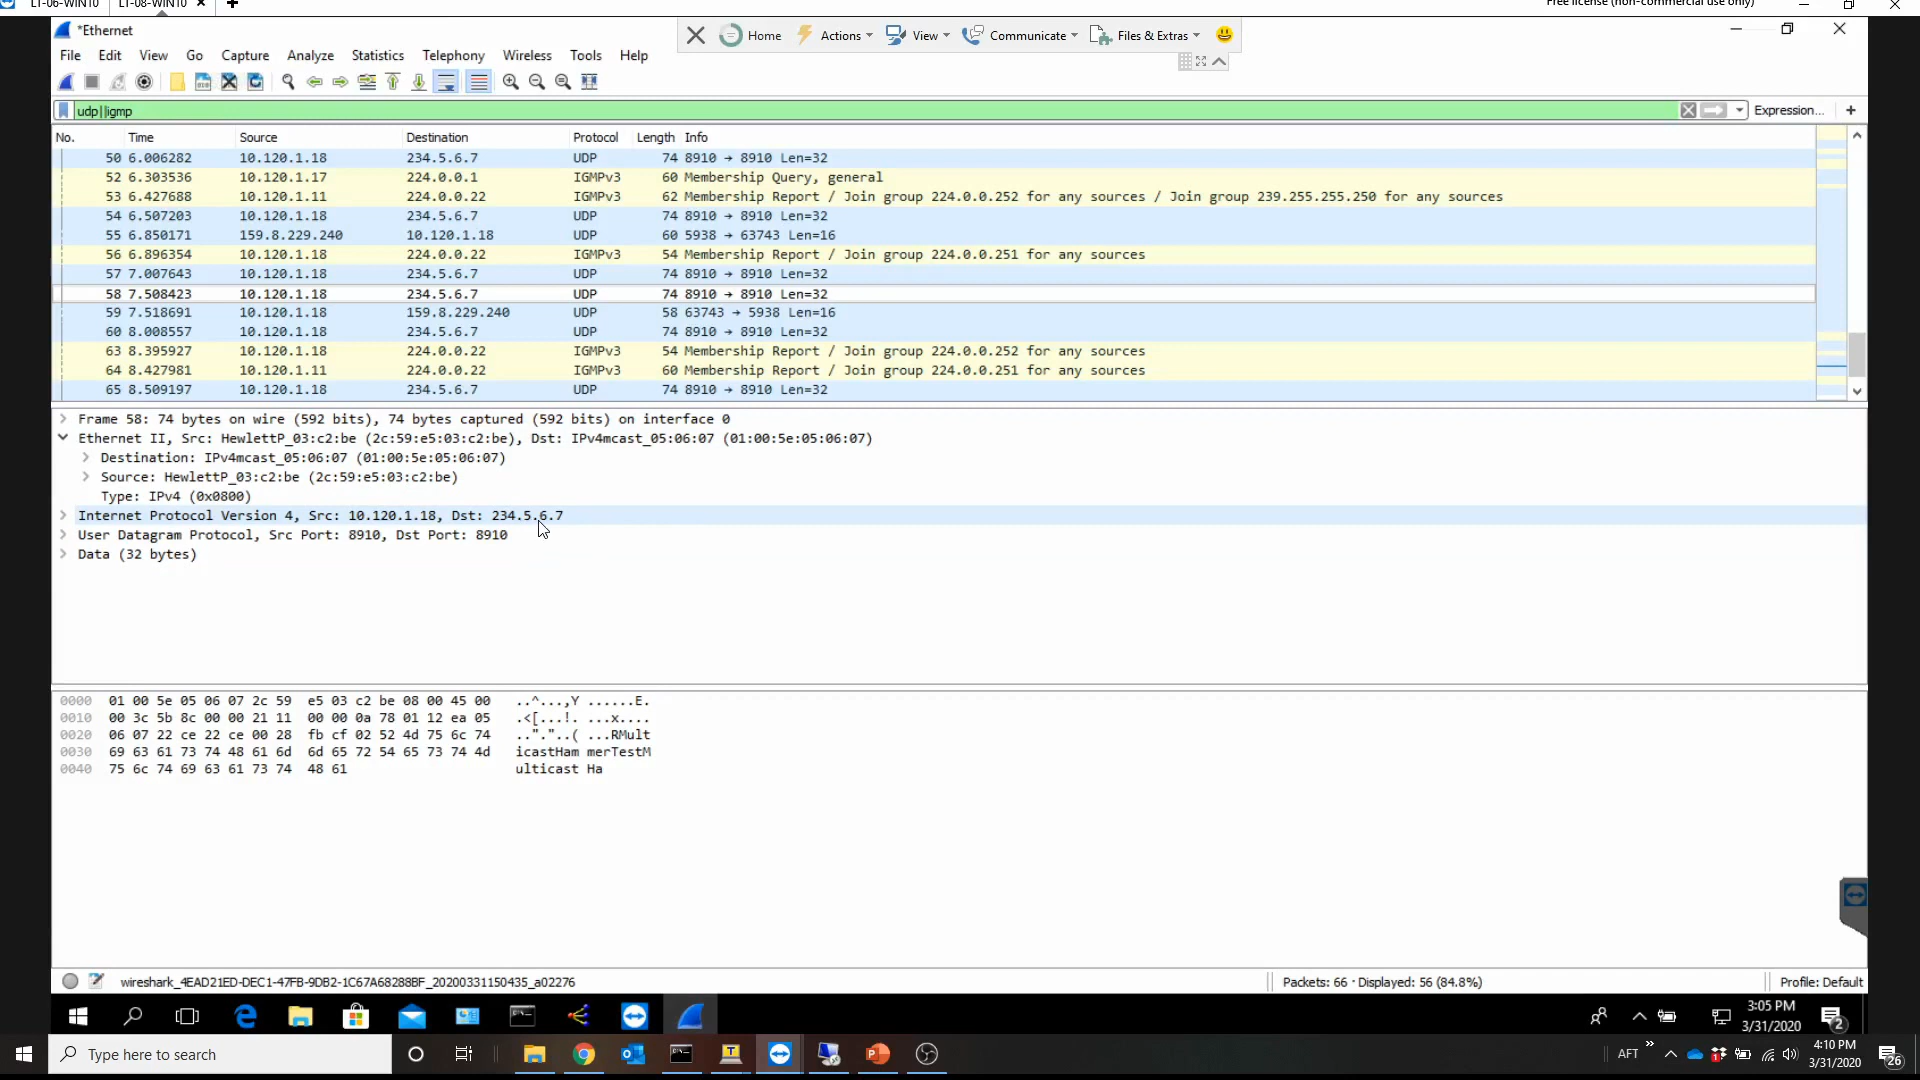 LT-06-WIN10 LT-08-WIN10 × + Free license (non-commercial use only)
*Ethernet
Home Actions View Communicate Files & Extras
File Edit View Go Capture Analyze Statistics Telephony Wireless Tools Help
udp||igmp Expression... +
No. Time Source Destination Protocol Length Info
50 6.006282 10.120.1.18 234.5.6.7 UDP 74 8910 → 8910 Len=32
52 6.303536 10.120.1.17 224.0.0.1 IGMPv3 60 Membership Query, general
53 6.427688 10.120.1.11 224.0.0.22 IGMPv3 62 Membership Report / Join group 224.0.0.252 for any sources / Join group 239.255.255.250 for any sources
54 6.507203 10.120.1.18 234.5.6.7 UDP 74 8910 → 8910 Len=32
55 6.850171 159.8.229.240 10.120.1.18 UDP 60 5938 → 63743 Len=16
56 6.896354 10.120.1.18 224.0.0.22 IGMPv3 54 Membership Report / Join group 224.0.0.251 for any sources
57 7.007643 10.120.1.18 234.5.6.7 UDP 74 8910 → 8910 Len=32
58 7.508423 10.120.1.18 234.5.6.7 UDP 74 8910 → 8910 Len=32
59 7.518691 10.120.1.18 159.8.229.240 UDP 58 63743 → 5938 Len=16
60 8.008557 10.120.1.18 234.5.6.7 UDP 74 8910 → 8910 Len=32
63 8.395927 10.120.1.18 224.0.0.22 IGMPv3 54 Membership Report / Join group 224.0.0.252 for any sources
64 8.427981 10.120.1.11 224.0.0.22 IGMPv3 60 Membership Report / Join group 224.0.0.251 for any sources
65 8.509197 10.120.1.18 234.5.6.7 UDP 74 8910 → 8910 Len=32
Frame 58: 74 bytes on wire (592 bits), 74 bytes captured (592 bits) on interface 0
Ethernet II, Src: HewlettP_03:c2:be (2c:59:e5:03:c2:be), Dst: IPv4mcast_05:06:07 (01:00:5e:05:06:07)
Destination: IPv4mcast_05:06:07 (01:00:5e:05:06:07)
Source: HewlettP_03:c2:be (2c:59:e5:03:c2:be)
Type: IPv4 (0x0800)
Internet Protocol Version 4, Src: 10.120.1.18, Dst: 234.5.6.7
User Datagram Protocol, Src Port: 8910, Dst Port: 8910
Data (32 bytes)
0000 01 00 5e 05 06 07 2c 59 e5 03 c2 be 08 00 45 00 ..^...,Y ......E.
0010 00 3c 5b 8c 00 00 21 11 00 00 0a 78 01 12 ea 05 .<[...!. ...x....
0020 06 07 22 ce 22 ce 00 28 fb cf 02 52 4d 75 6c 74 .."."..( ...RMult
0030 69 63 61 73 74 48 61 6d 6d 65 72 54 65 73 74 4d icastHam merTestM
0040 75 6c 74 69 63 61 73 74 48 61 ulticast Ha
wireshark_4EAD21ED-DEC1-47FB-9DB2-1C67A68288BF_20200331150435_a02276 Packets: 66 · Displayed: 56 (84.8%) Profile: Default
3:05 PM
3/31/2020
2
Type here to search
AFT
4:10 PM
3/31/2020
26